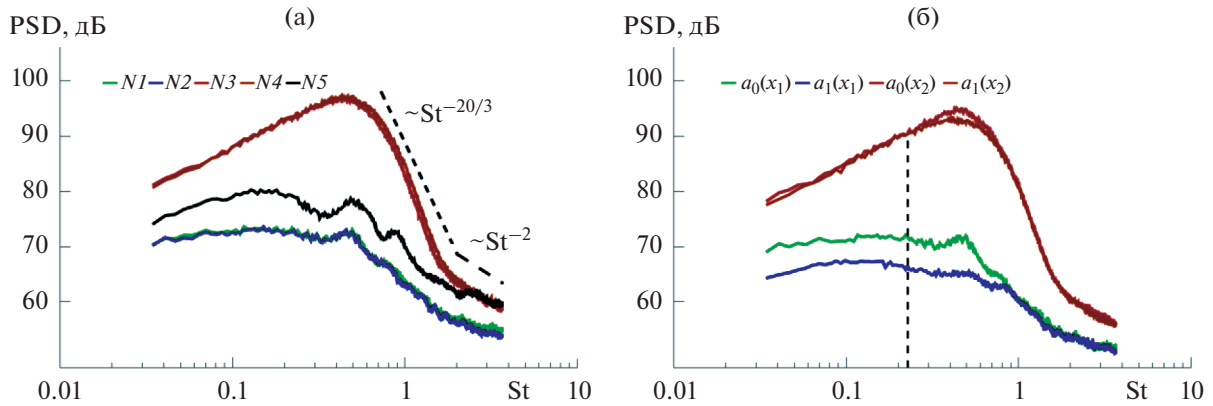 (а)
PSD, дБ
100
90
80
70
60
N1 N2 N3 N4 N5
~St⁻²⁰/³
~St⁻²
0.01 0.1 1 St 10
(б)
PSD, дБ
100
90
80
70
60
a₀(x₁) a₁(x₁) a₀(x₂) a₁(x₂)
0.01 0.1 1 St 10